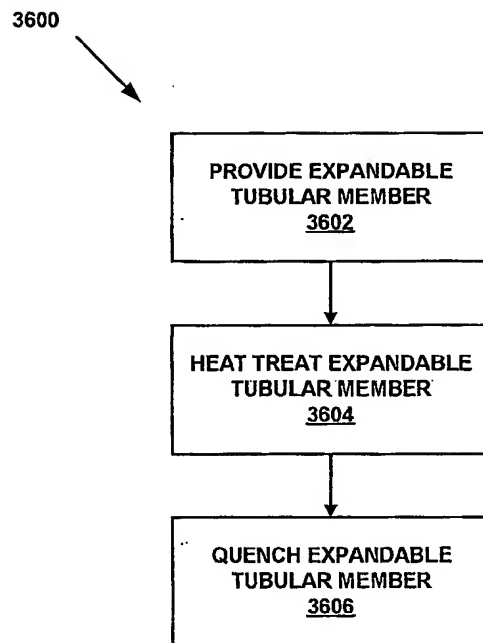 3600
PROVIDE EXPANDABLE
TUBULAR MEMBER
3602
HEAT TREAT EXPANDABLE
TUBULAR MEMBER
3604
QUENCH EXPANDABLE
TUBULAR MEMBER
3606